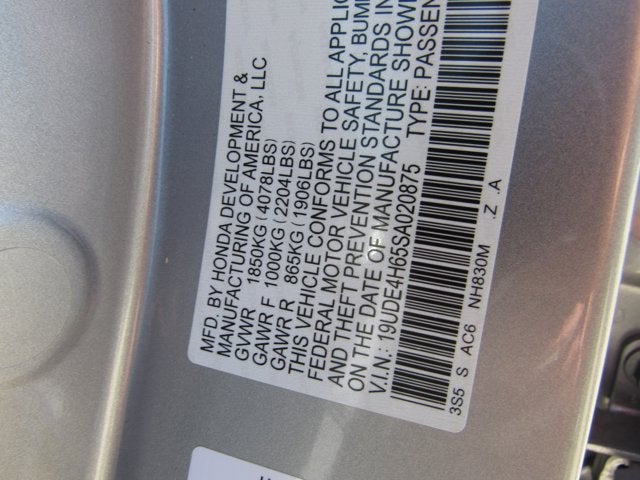 MFD. BY HONDA DEVELOPMENT &
MANUFACTURING OF AMERICA, LLC
GVWR 1850KG (4078LBS)
GAWR F 1000KG (2204LBS)
GAWR R 865KG (1906LBS)
THIS VEHICLE CONFORMS TO ALL APPLIC
FEDERAL MOTOR VEHICLE SAFETY, BUM
AND THEFT PREVENTION STANDARDS IN
ON THE DATE OF MANUFACTURE SHOWN
V.I.N.: 19UDE4H65SA020875 TYPE: PASSEN
3S5 S AC6 NH830M .Z .A